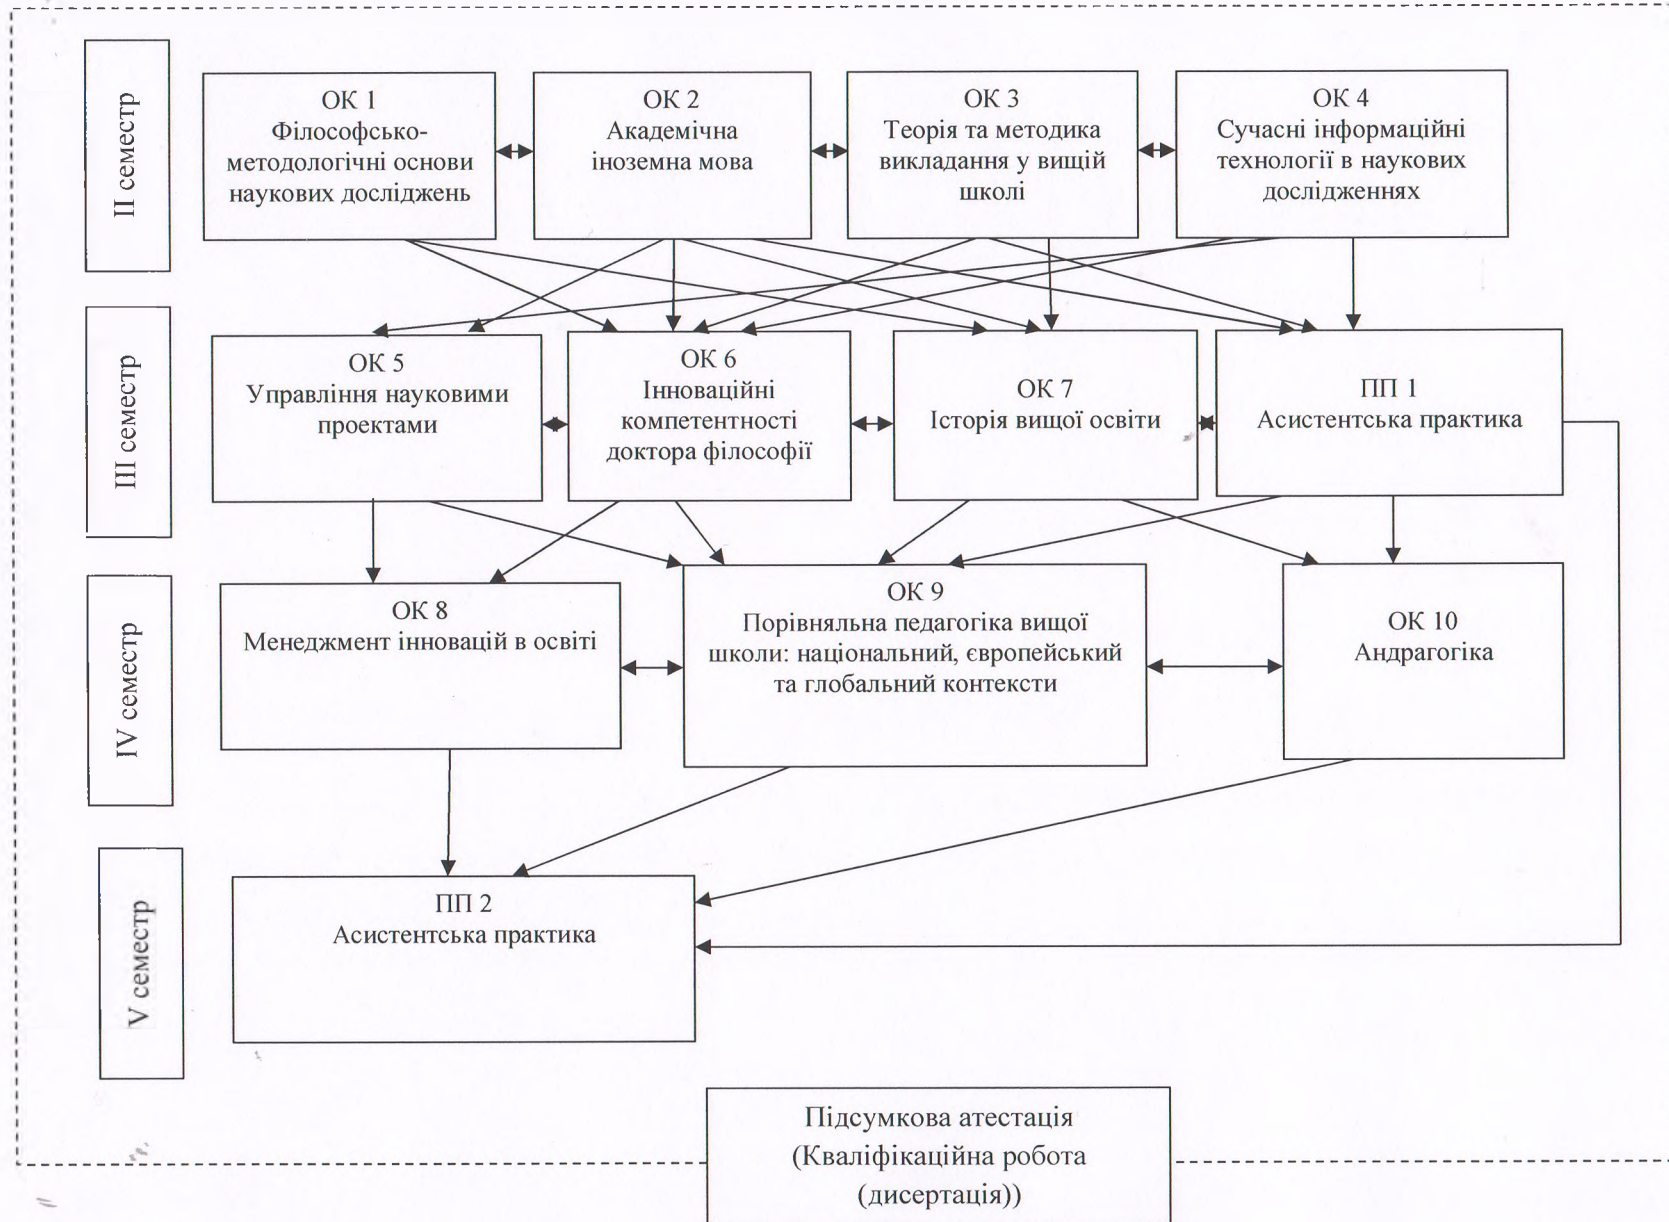 II семестр
ОК 1
Філософсько-
методологічні основи
наукових досліджень
ОК 2
Академічна
іноземна мова
ОК 3
Теорія та методика
викладання у вищій
школі
ОК 4
Сучасні інформаційні
технології в наукових
дослідженнях
III семестр
ОК 5
Управління науковими
проектами
ОК 6
Інноваційні
компетентності
доктора філософії
ОК 7
Історія вищої освіти
ПП 1
Асистентська практика
IV семестр
ОК 8
Менеджмент інновацій в освіті
ОК 9
Порівняльна педагогіка вищої
школи: національний, європейський
та глобальний контексти
ОК 10
Андрагогіка
V семестр
ПП 2
Асистентська практика
Підсумкова атестація
(Кваліфікаційна робота
(дисертація))